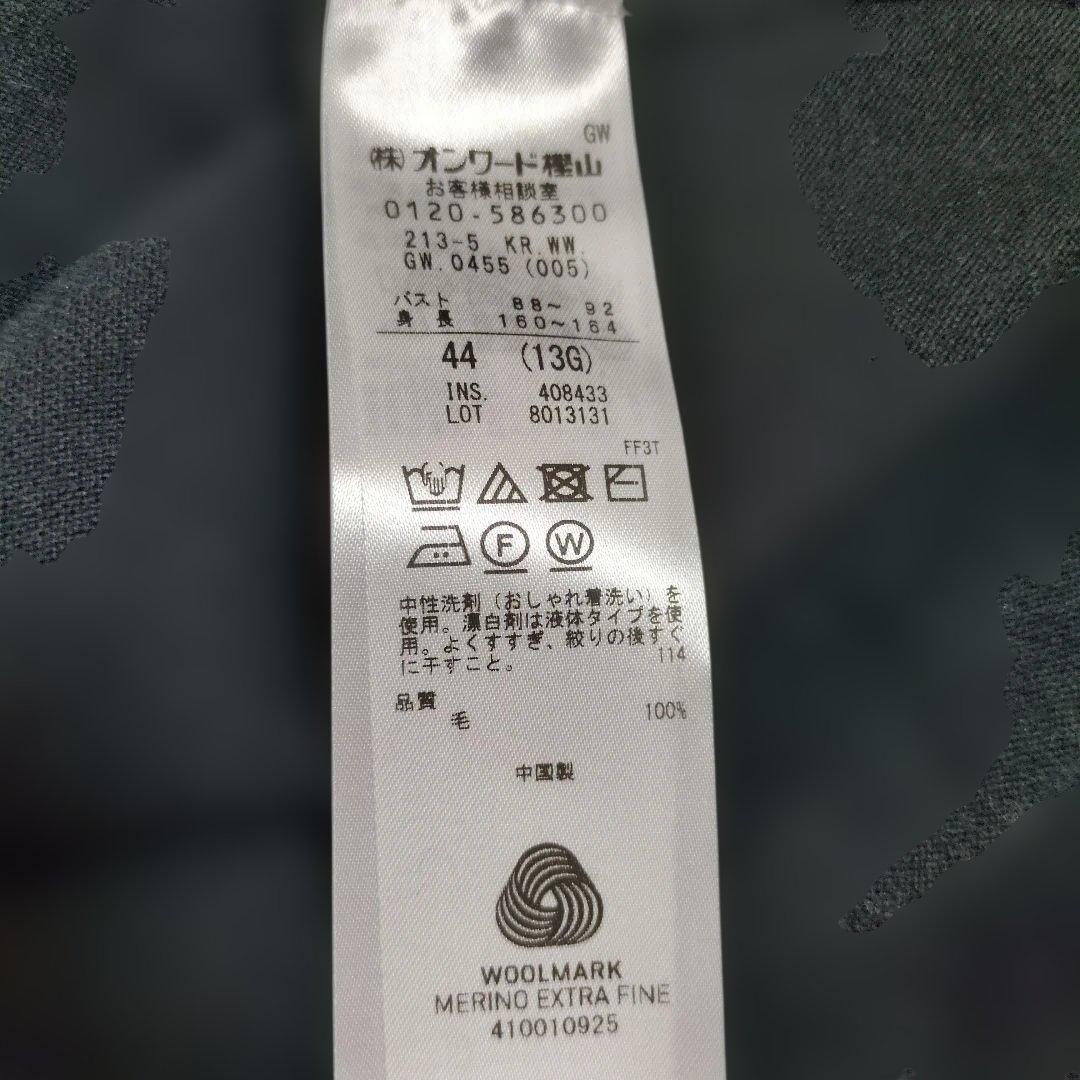 GW
(株)オンワード樫山
お客様相談室
0120-586300
213-5 KR.WW.
GW.0455 (005)
バスト 88～ 92
身 長 160～164
44 (13G)
INS. 408433
LOT 8013131
FF3T
F W
中性洗剤（おしゃれ着洗い）を
使用。漂白剤は液体タイプを使
用。よくすすぎ、絞りの後すぐ
に干すこと。 114
品質
毛 100%
中国製
WOOLMARK
MERINO EXTRA FINE
410010925